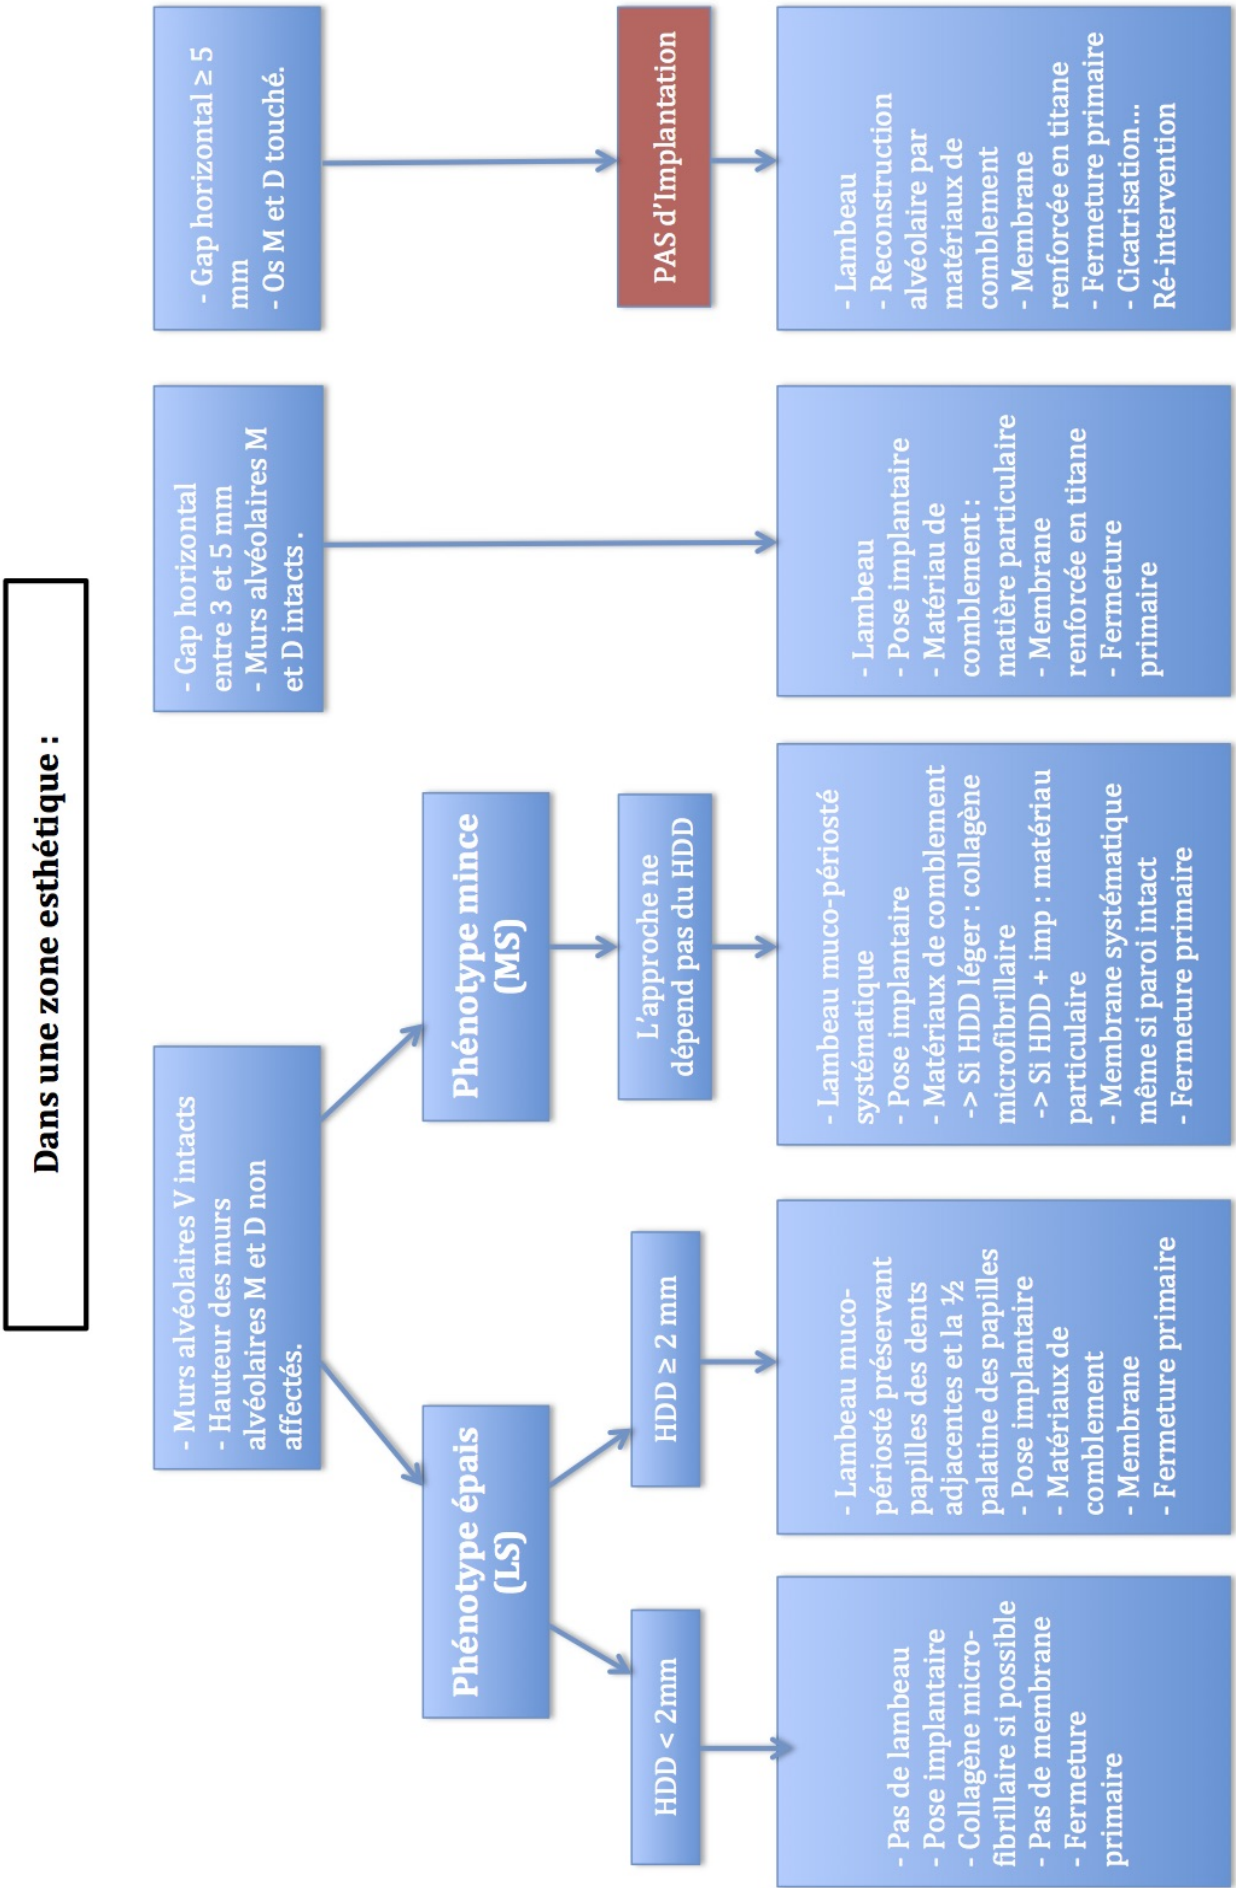 Dans une zone esthétique :
- Murs alvéolaires V intacts
- Hauteur des murs
alvéolaires M et D non
affectés.
- Gap horizontal
entre 3 et 5 mm
- Murs alvéolaires M
et D intacts .
- Gap horizontal ≥ 5
mm
- Os M et D touché.
Phénotype épais
(LS)
Phénotype mince
(MS)
HDD < 2mm
HDD ≥ 2 mm
L'approche ne
dépend pas du HDD
PAS d'Implantation
- Pas de lambeau
- Pose implantaire
- Collagène micro-
fibrillaire si possible
- Pas de membrane
- Fermeture
primaire
- Lambeau muco-
périosté préservant
papilles des dents
adjacentes et la ½
palatine des papilles
- Pose implantaire
- Matériaux de
comblement
- Membrane
- Fermeture primaire
- Lambeau muco-périosté
systématique
- Pose implantaire
- Matériaux de comblement
-> Si HDD léger : collagène
microfibrillaire
-> Si HDD + imp : matériau
particulaire
- Membrane systématique
même si paroi intact
- Fermeture primaire
- Lambeau
- Pose implantaire
- Matériau de
comblement :
matière particulaire
- Membrane
renforcée en titane
- Fermeture
primaire
- Lambeau
- Reconstruction
alvéolaire par
matériaux de
comblement
- Membrane
renforcée en titane
- Fermeture primaire
- Cicatrisation...
Ré-intervention